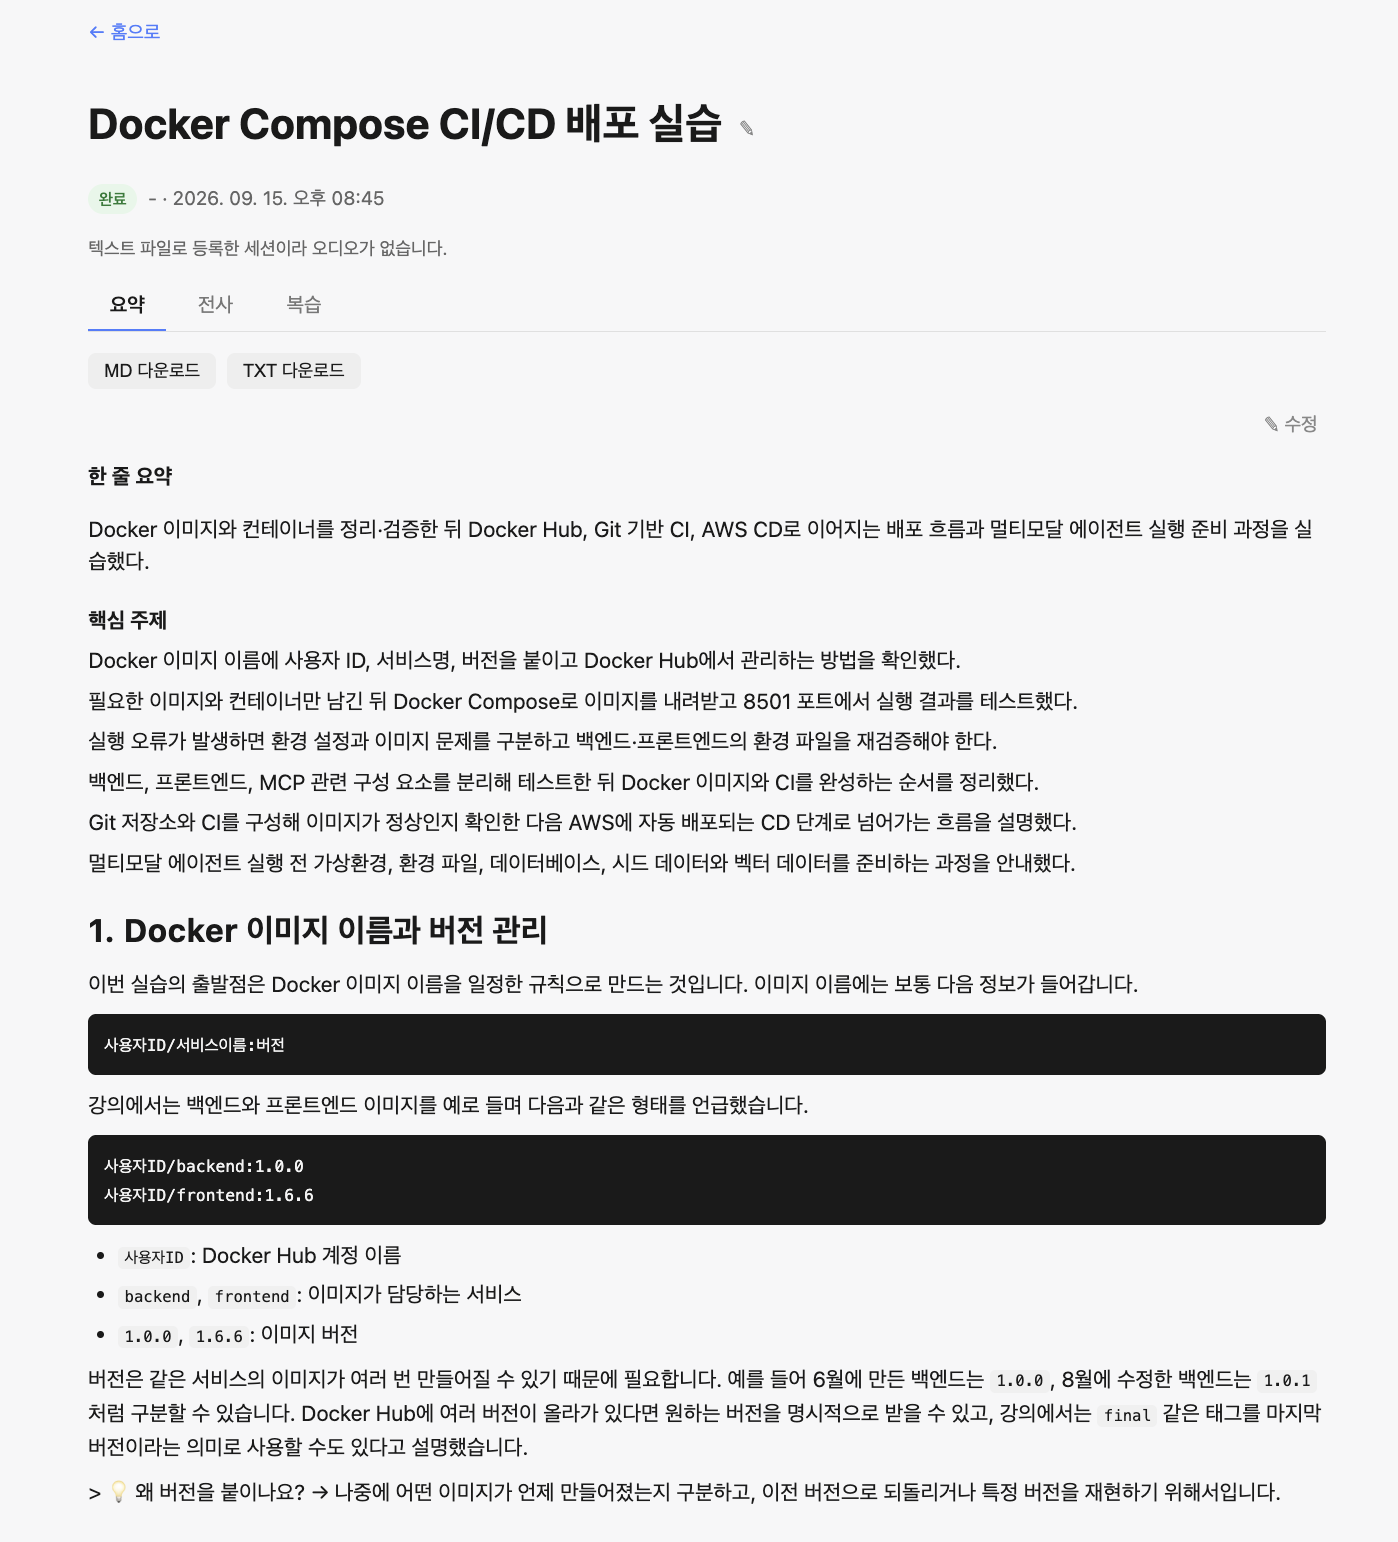 ← 홈으로
Docker Compose CI/CD 배포 실습 ✎
완료 - · 2026. 09. 15. 오후 08:45
텍스트 파일로 등록한 세션이라 오디오가 없습니다.
요약 전사 복습
MD 다운로드 TXT 다운로드
✎ 수정
한 줄 요약
Docker 이미지와 컨테이너를 정리·검증한 뒤 Docker Hub, Git 기반 CI, AWS CD로 이어지는 배포 흐름과 멀티모달 에이전트 실행 준비 과정을 실
습했다.
핵심 주제
Docker 이미지 이름에 사용자 ID, 서비스명, 버전을 붙이고 Docker Hub에서 관리하는 방법을 확인했다.
필요한 이미지와 컨테이너만 남긴 뒤 Docker Compose로 이미지를 내려받고 8501 포트에서 실행 결과를 테스트했다.
실행 오류가 발생하면 환경 설정과 이미지 문제를 구분하고 백엔드·프론트엔드의 환경 파일을 재검증해야 한다.
백엔드, 프론트엔드, MCP 관련 구성 요소를 분리해 테스트한 뒤 Docker 이미지와 CI를 완성하는 순서를 정리했다.
Git 저장소와 CI를 구성해 이미지가 정상인지 확인한 다음 AWS에 자동 배포되는 CD 단계로 넘어가는 흐름을 설명했다.
멀티모달 에이전트 실행 전 가상환경, 환경 파일, 데이터베이스, 시드 데이터와 벡터 데이터를 준비하는 과정을 안내했다.
1. Docker 이미지 이름과 버전 관리
이번 실습의 출발점은 Docker 이미지 이름을 일정한 규칙으로 만드는 것입니다. 이미지 이름에는 보통 다음 정보가 들어갑니다.
사용자ID/서비스이름:버전
강의에서는 백엔드와 프론트엔드 이미지를 예로 들며 다음과 같은 형태를 언급했습니다.
사용자ID/backend:1.0.0
사용자ID/frontend:1.6.6
• 사용자ID: Docker Hub 계정 이름
• backend, frontend: 이미지가 담당하는 서비스
• 1.0.0, 1.6.6: 이미지 버전
버전은 같은 서비스의 이미지가 여러 번 만들어질 수 있기 때문에 필요합니다. 예를 들어 6월에 만든 백엔드는 1.0.0, 8월에 수정한 백엔드는 1.0.1
처럼 구분할 수 있습니다. Docker Hub에 여러 버전이 올라가 있다면 원하는 버전을 명시적으로 받을 수 있고, 강의에서는 final 같은 태그를 마지막
버전이라는 의미로 사용할 수도 있다고 설명했습니다.
> 💡 왜 버전을 붙이나요? → 나중에 어떤 이미지가 언제 만들어졌는지 구분하고, 이전 버전으로 되돌리거나 특정 버전을 재현하기 위해서입니다.